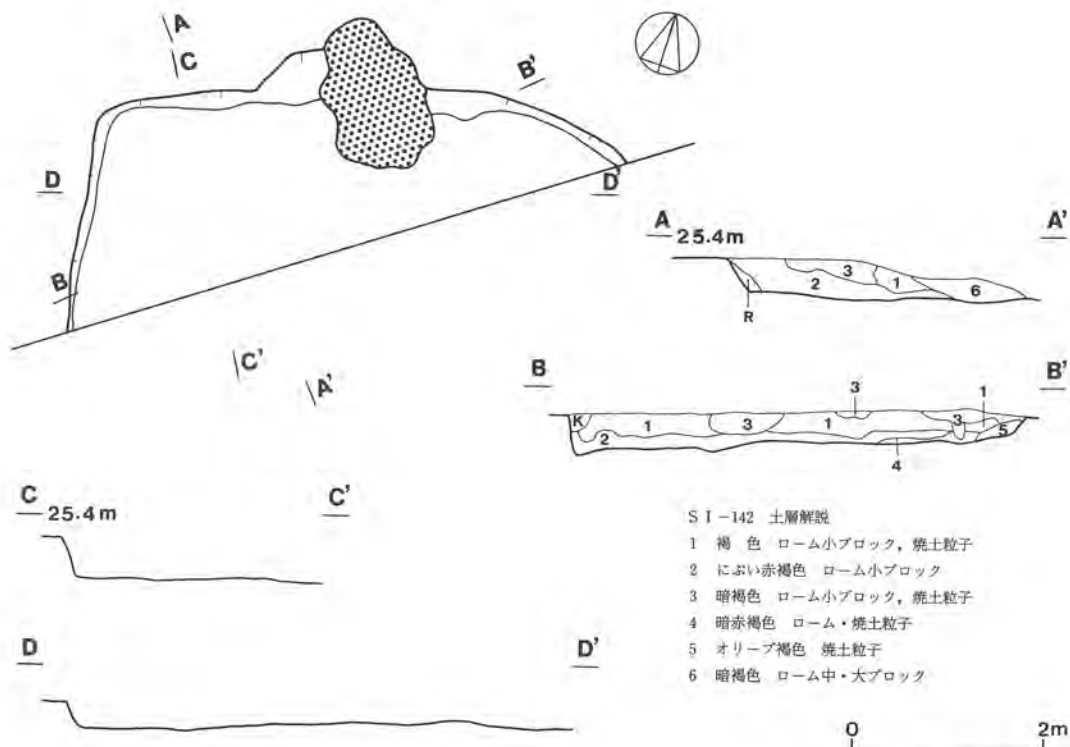 A
C
B'
D
D'
B
C'
A'
A 25.4m A'
3
2
1
6
R
B B'
3
1
K
1
3
1
3
2
5
4
C 25.4m C'
D D'
SI-142 土層解説
1 褐色 ローム小ブロック，焼土粒子
2 にぶい赤褐色 ローム小ブロック
3 暗褐色 ローム小ブロック，焼土粒子
4 暗赤褐色 ローム・焼土粒子
5 オリーブ褐色 焼土粒子
6 暗褐色 ローム中・大ブロック
0 2m